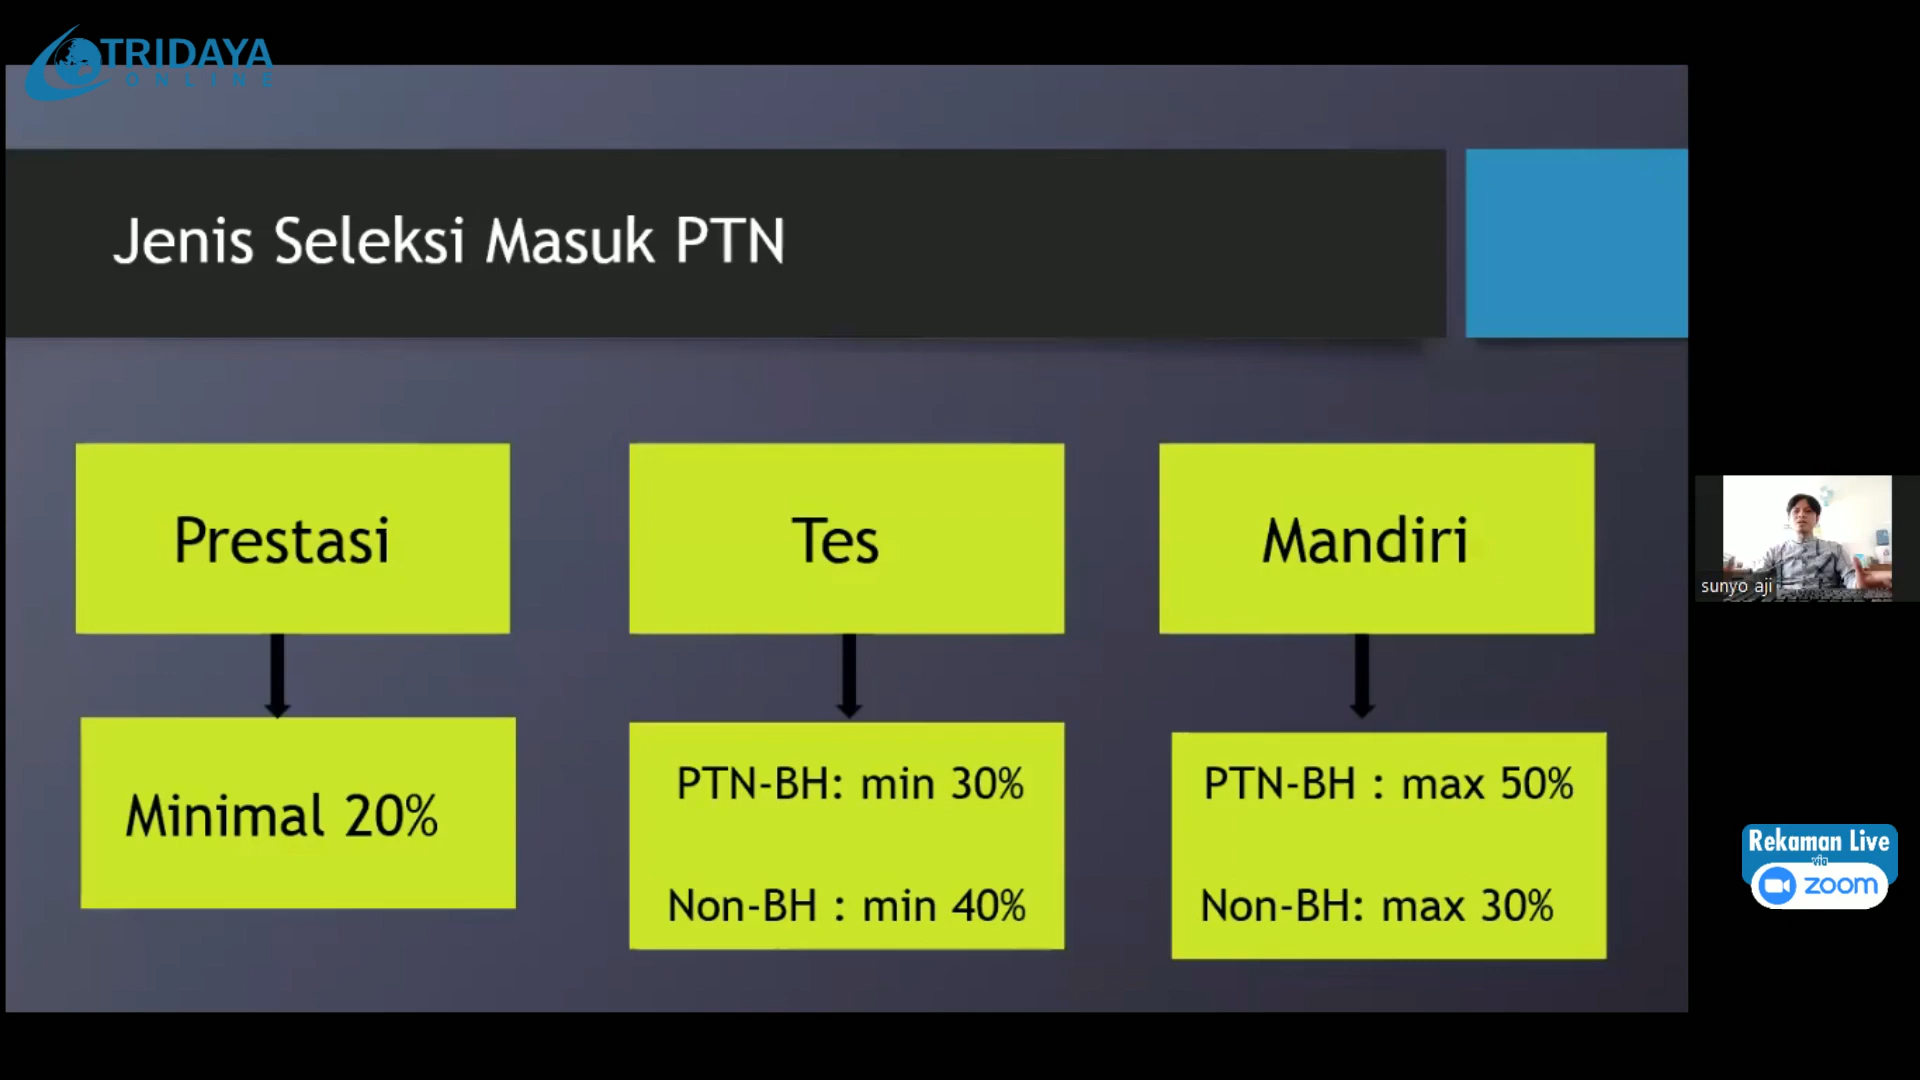 TRIDAYA
ONLINE
Jenis Seleksi Masuk PTN
Prestasi
Tes
Mandiri
Minimal 20%
PTN-BH: min 30%
Non-BH : min 40%
PTN-BH : max 50%
Non-BH: max 30%
sunyo aji
Rekaman Live
via
zoom